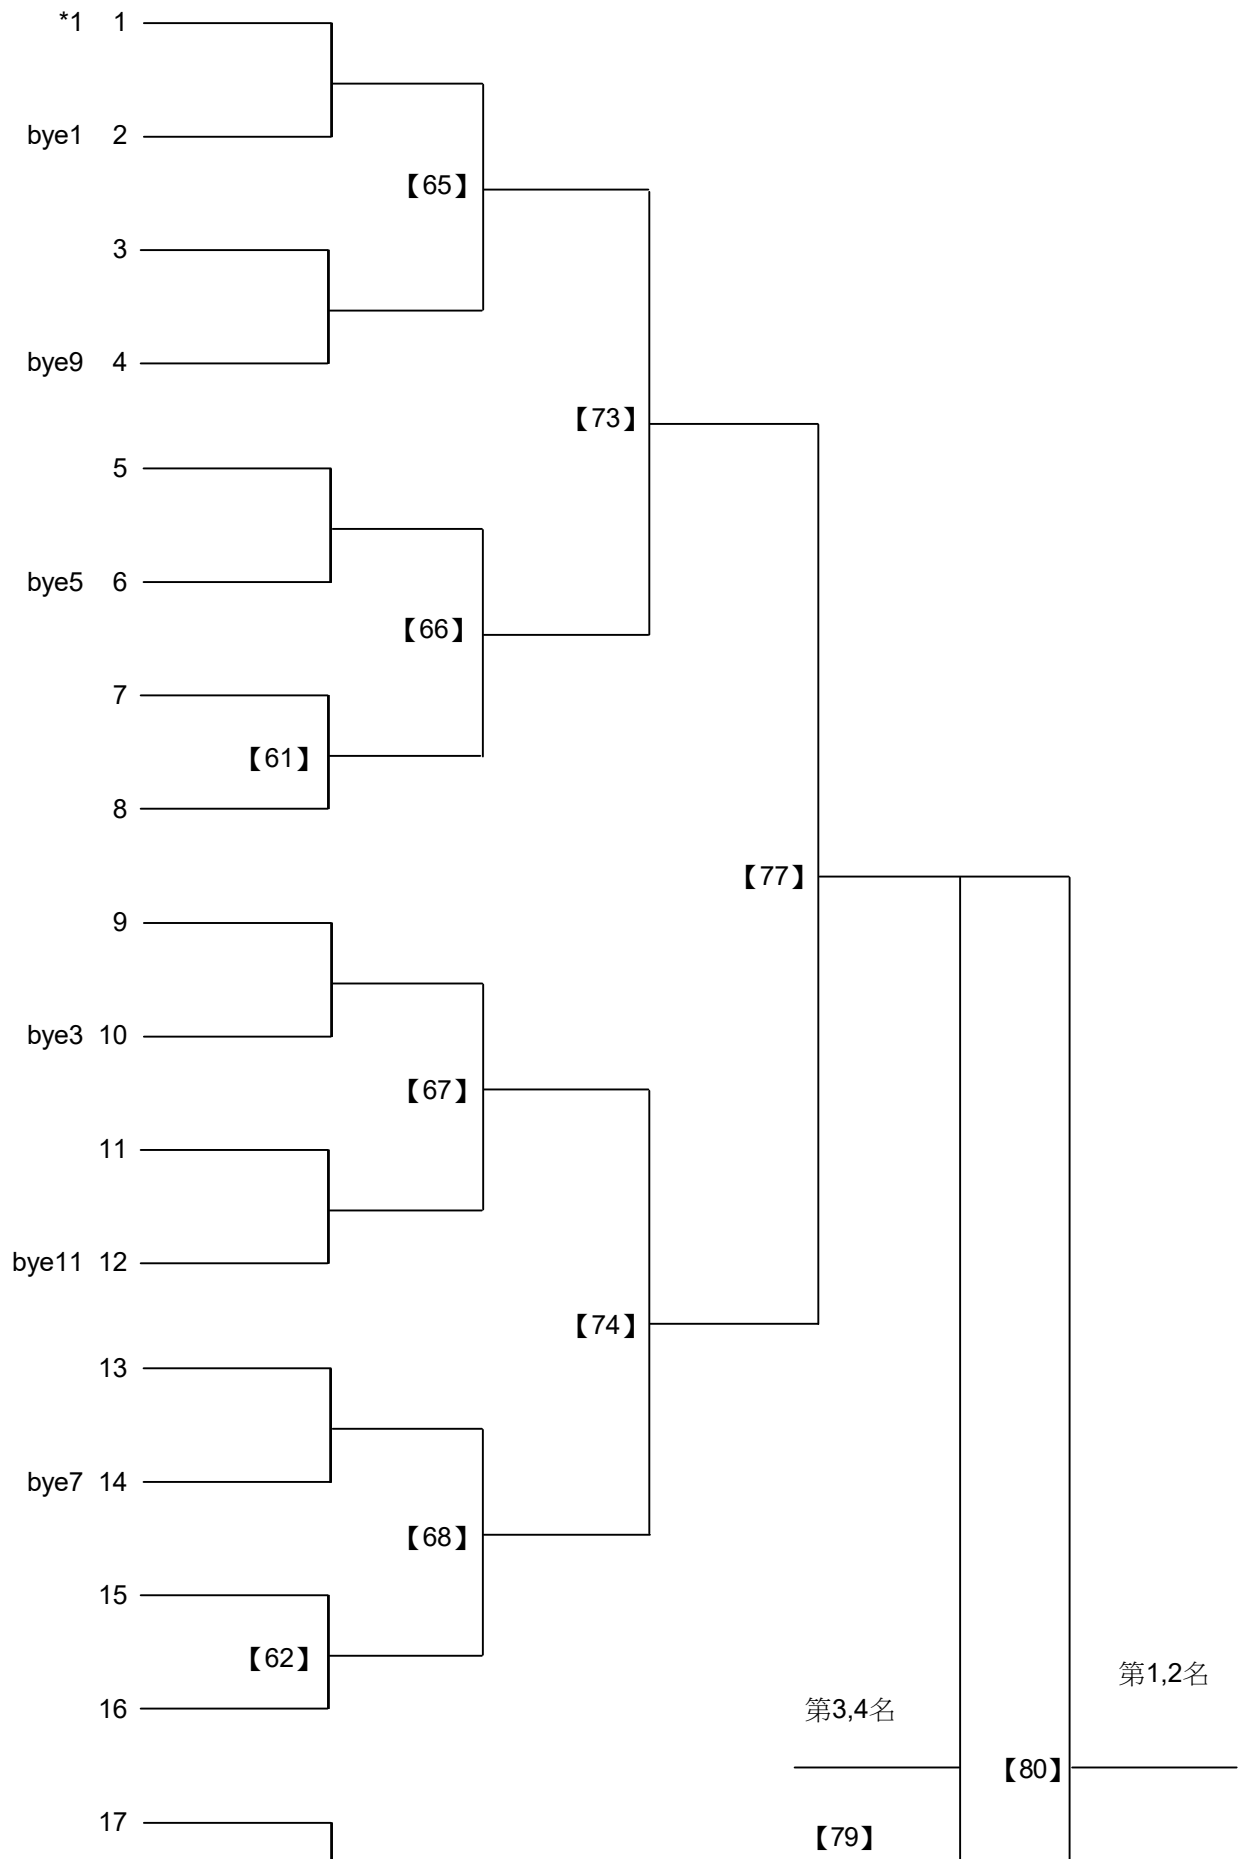 *1 1
bye1 2
【65】
3
bye9 4
【73】
5
bye5 6
【66】
7
【61】
8
【77】
9
bye3 10
【67】
11
bye11 12
【74】
13
bye7 14
【68】
15
【62】
第1,2名
16
第3,4名
【80】
17
【79】